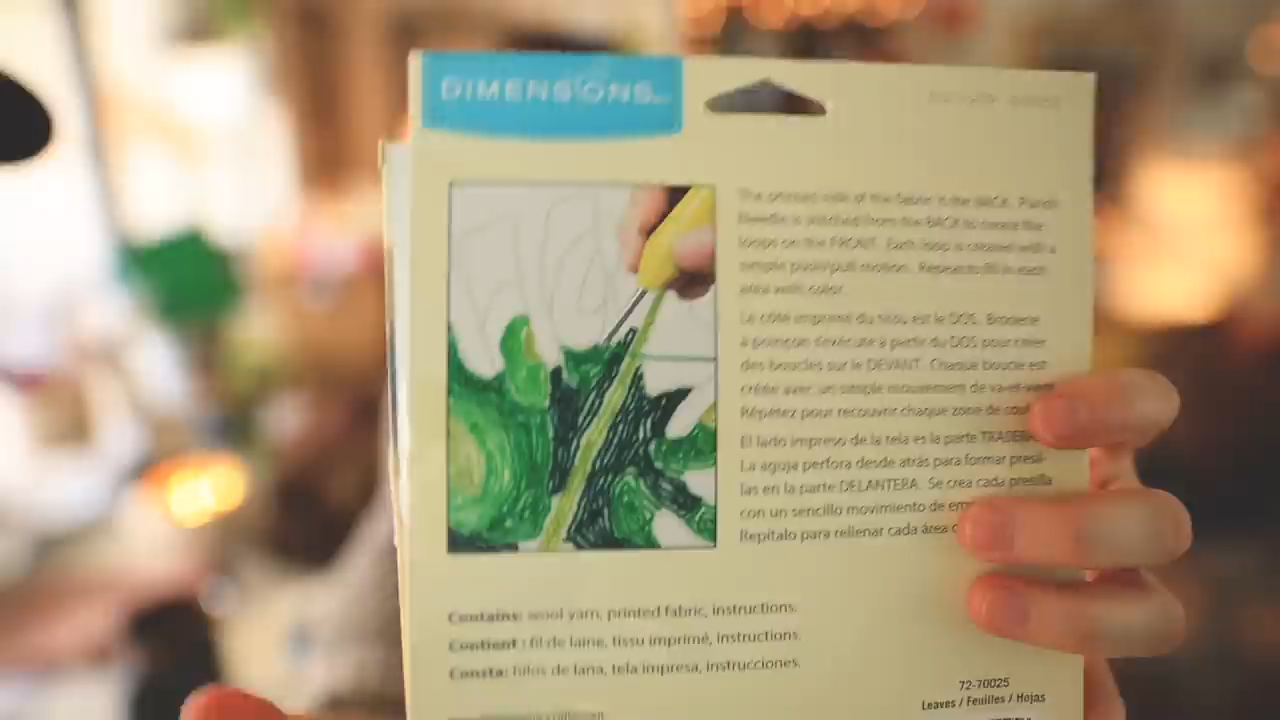 DIMENSIONS
The printed side of the fabric is the BACK. Punch
Needle is stitched from the BACK to create the
loops on the FRONT. Each loop is created with a
simple push/pull motion. Repeat to fill in each
area with color.
Le côté imprimé du tissu est le DOS. Broderie
à poinçon s'exécute à partir du DOS pour créer
des boucles sur le DEVANT. Chaque boucle est
créée avec un simple mouvement de va-et-vient.
Répétez pour recouvrir chaque zone de
El lado impreso de la tela es la parte
La aguja perfora desde atrás para formar presi-
llas en la parte DELANTERA. Se crea cada presilla
con un sencillo movimiento de
Repítalo para rellenar cada área
Contains: wool yarn, printed fabric, instructions.
Contient : fil de laine, tissu imprimé, instructions.
Consta: hilos de lana, tela impresa, instrucciones.
72-70025
Leaves / Feuilles / Hojas